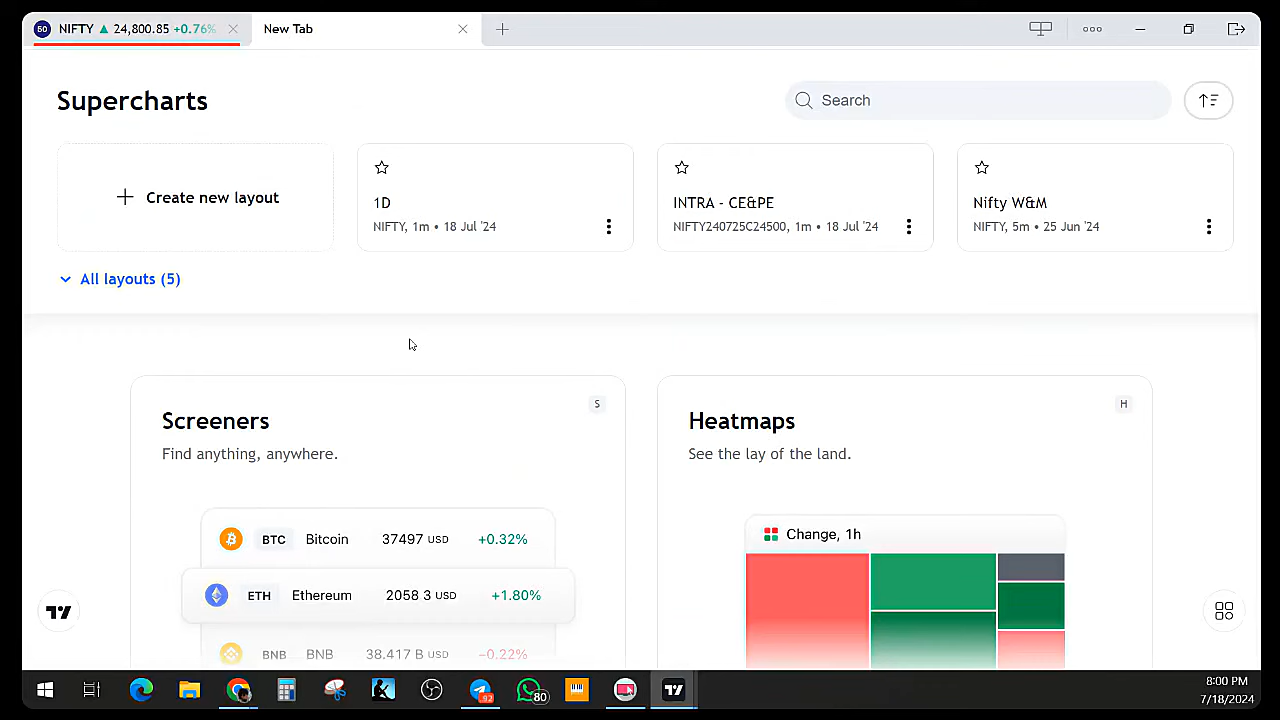 50 NIFTY ▲ 24,800.85 +0.76%
New Tab
Supercharts
Search
Create new layout
1D
NIFTY, 1m • 18 Jul '24
INTRA - CE&PE
NIFTY240725C24500, 1m • 18 Jul '24
Nifty W&M
NIFTY, 5m • 25 Jun '24
All layouts (5)
Screeners
S
Find anything, anywhere.
BTC Bitcoin 37497 USD +0.32%
ETH Ethereum 2058 3 USD +1.80%
BNB BNB 38.417 B USD −0.22%
Heatmaps
H
See the lay of the land.
Change, 1h
92
80
8:00 PM
7/18/2024